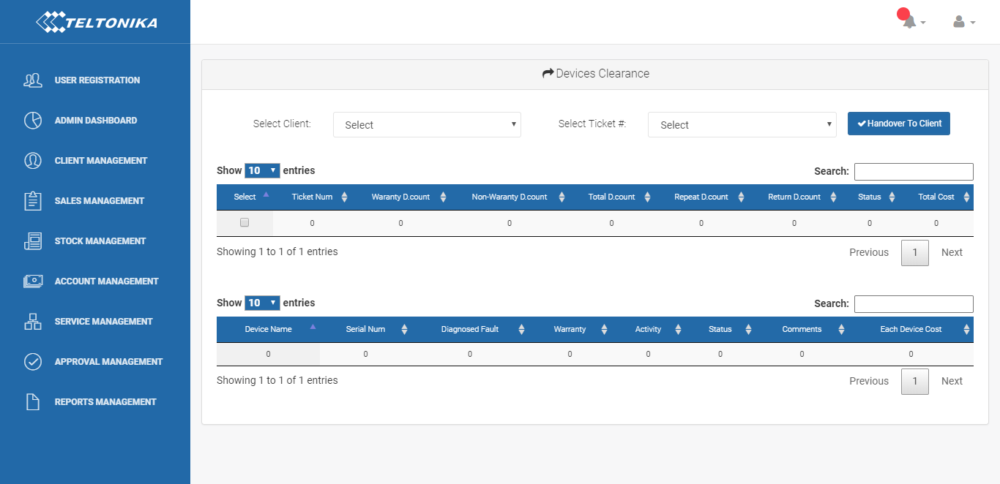 TELTONIKA
USER REGISTRATION
ADMIN DASHBOARD
CLIENT MANAGEMENT
SALES MANAGEMENT
STOCK MANAGEMENT
ACCOUNT MANAGEMENT
SERVICE MANAGEMENT
APPROVAL MANAGEMENT
REPORTS MANAGEMENT
Devices Clearance
Select Client: Select Select Ticket #: Select Handover To Client
Show 10 entries Search:
Select Ticket Num Waranty D.count Non-Waranty D.count Total D.count Repeat D.count Return D.count Status Total Cost
0 0 0 0 0 0 0 0
Showing 1 to 1 of 1 entries Previous 1 Next
Show 10 entries Search:
Device Name Serial Num Diagnosed Fault Warranty Activity Status Comments Each Device Cost
0 0 0 0 0 0 0 0
Showing 1 to 1 of 1 entries Previous 1 Next